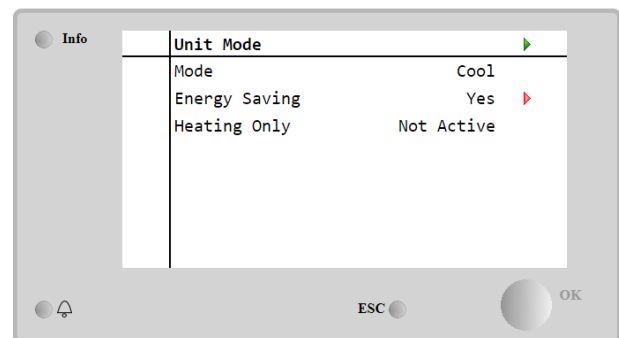 Info
Unit Mode
Mode Cool
Energy Saving Yes
Heating Only Not Active
ESC
OK